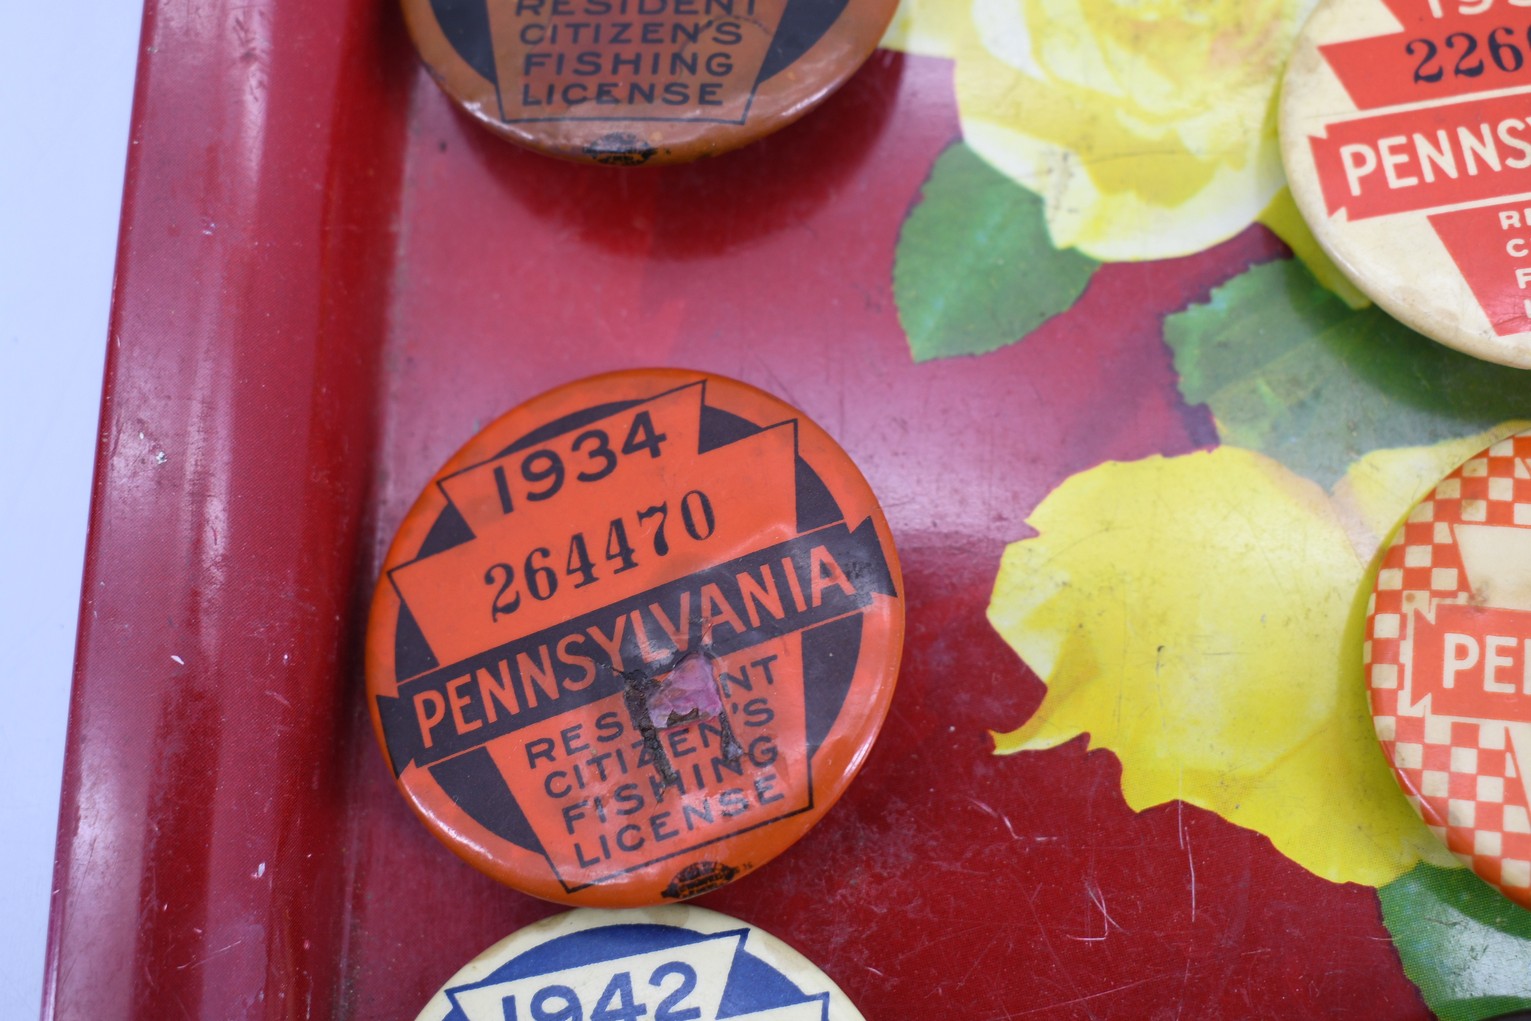 RESIDENT
CITIZEN'S
FISHING
LICENSE
226
PENNS
1934
264470
PENNSYLVANIA
RES NT
CITIZEN'S
FISHING
LICENSE
PE
1942